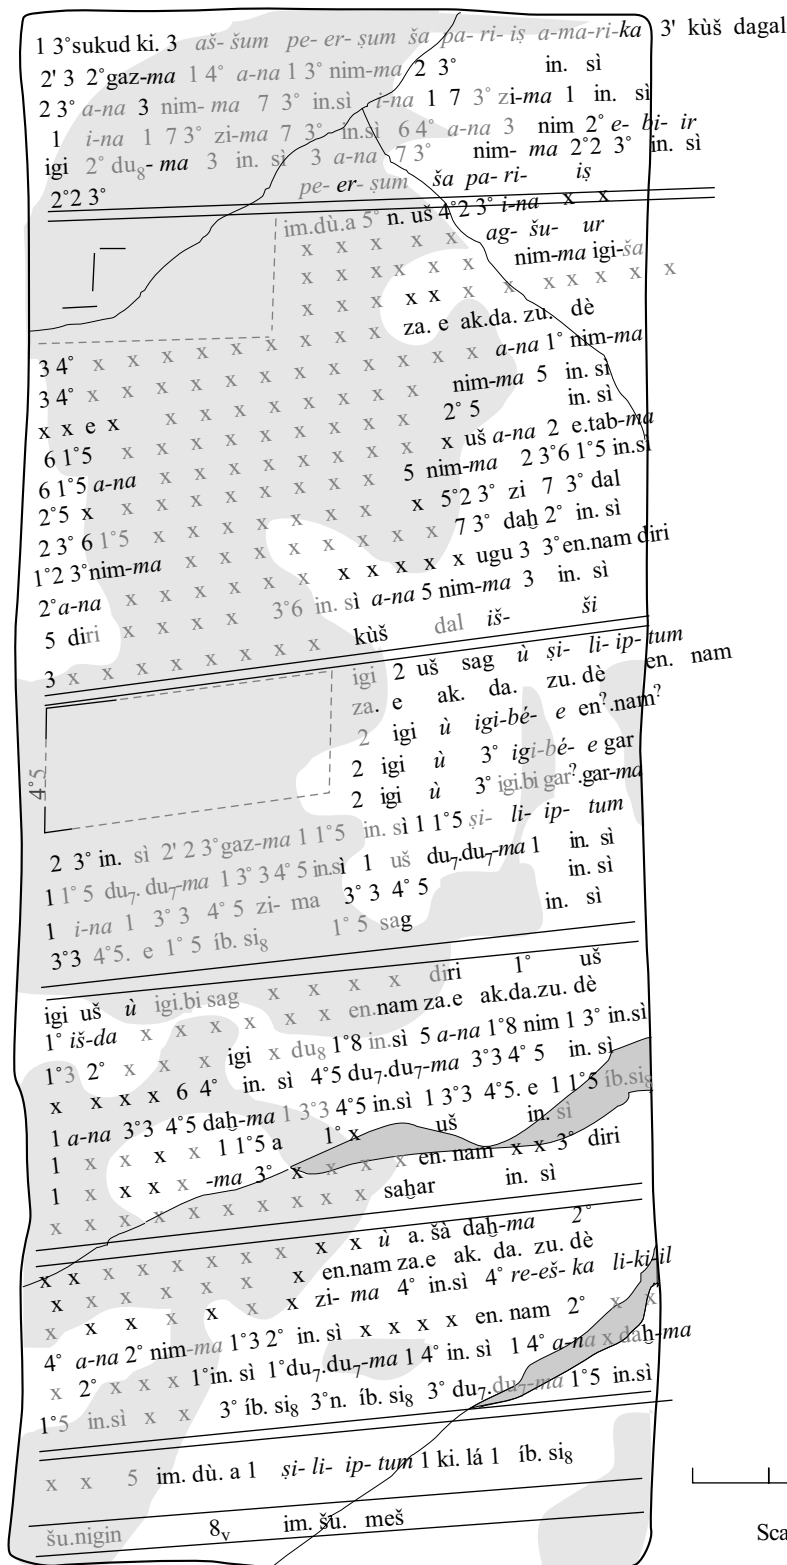 1 3°sukud ki. 3 aš- šum pe- er- ṣum ša pa- ri- iṣ a-ma-ri-ka 3' kùš dagal
2' 3 2°gaz-ma 1 4° a-na 1 3° nim-ma 2 3° in. sì
2 3° a-na 3 nim- ma 7 3° in.sì i-na 1 7 3° zi-ma 1 in. sì
1 i-na 1 7 3° zi-ma 7 3° in.sì 6 4° a-na 3 nim 2° e- bi- ir
igi 2° du₈- ma 3 in. sì 3 a-na 7 3° nim- ma 2°2 3° in. sì
2°2 3° pe- er- ṣum ša pa- ri- iṣ
im.dù.a 5° n. uš 4°2 3° i-na x x
x x x x x ag- šu- ur
x x x x x x nim-ma igi-ša
x x x x x x x x x x x x
x x x x x x x x x za. e ak.da. zu. dè
3 4° x x x x x x x x x x x a-na 1° nim-ma
3 4° x x x x x x x x x x nim-ma 5 in. sì
x x e x x x x x x x x x x 2° 5 in. sì
6 1°5 x x x x x x x x x x uš a-na 2 e.tab-ma
6 1°5 a-na x x x x x x x 5 nim-ma 2 3°6 1°5 in.sì
2°5 x x x x x x x x x x 5°2 3° zi 7 3° dal
2 3° 6 1°5 x x x x x x x x x 7 3° daḫ 2° in. sì
1°2 3°nim-ma x x x x x x x x x x ugu 3 3°en.nam diri
2°a-na x x x x 3°6 in. sì a-na 5 nim-ma 3 in. sì
5 diri x x x x x kùš dal iš- ši
3 x x x x x x x x
igi 2 uš sag ù ṣi- li- ip- tum
za. e ak. da. zu. dè en. nam
2 igi ù igi-bé- e en?.nam?
2 igi ù 3° igi-bé- e gar
2 igi ù 3° igi.bi gar?.gar-ma
4°5
2 3° in. sì 2' 2 3°gaz-ma 1 1°5 in. sì 1 1°5 ṣi- li- ip- tum
1 1° 5 du₇. du₇-ma 1 3° 3 4° 5 in.sì 1 uš du₇.du₇-ma 1 in. sì
1 i-na 1 3° 3 4° 5 zi- ma 3° 3 4° 5 in. sì
3°3 4°5. e 1° 5 íb. si₈ 1° 5 sag in. sì
igi uš ù igi.bi sag x x x x diri 1° uš
1° iš-da x x x x x x en.nam za.e ak.da.zu. dè
1°3 2° x x x igi x du₈ 1°8 in.sì 5 a-na 1°8 nim 1 3° in.sì
x x x x 6 4° in. sì 4°5 du₇.du₇-ma 3°3 4° 5 in. sì
1 a-na 3°3 4°5 daḫ-ma 1 3°3 4°5 in.sì 1 3°3 4°5. e 1 1°5 íb.si₈
1 x x x x 1 1°5 a 1° x uš in. sì
1 x x x x -ma 3° x x x x en. nam x x 3° diri
x x x x x x x x x x saḫar in. sì
x x x x x x x x x x ù a. šà daḫ-ma 2°
x x x x x x x x en.nam za.e ak. da. zu. dè
x x x x x x x zi- ma 4° in.sì 4° re-eš- ka li-ki-il
4° a-na 2° nim-ma 1°3 2° in. sì x x x x en. nam 2° x x
x 2° x x x 1°in. sì 1°du₇.du₇-ma 1 4° in. sì 1 4° a-na x daḫ-ma
1°5 in.sì x x 3° íb. si₈ 3°n. íb. si₈ 3° du₇.du₇-ma 1°5 in.sì
x x 5 im. dù. a 1 ṣi- li- ip- tum 1 ki. lá 1 íb. si₈
šu.nigin 8ᵥ im. šu. meš